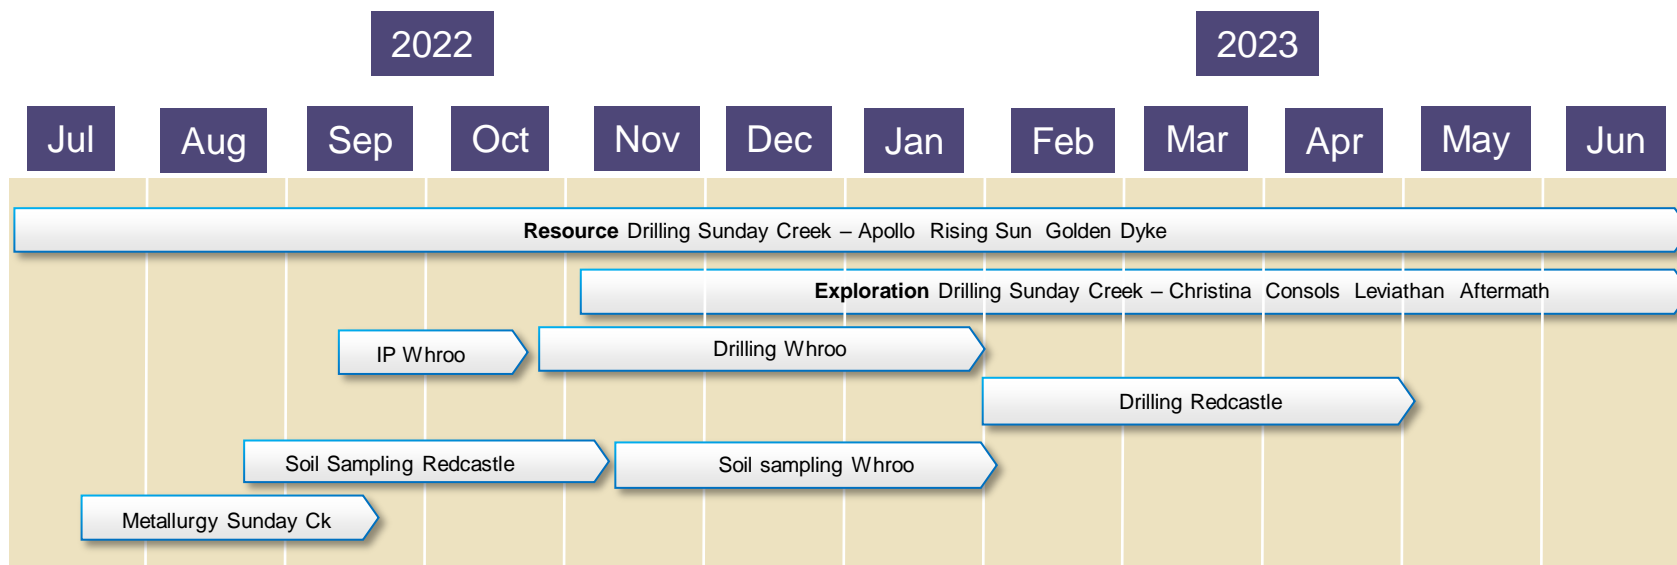 2022
2023
Jul
Aug
Sep
Oct
Nov
Dec
Jan
Feb
Mar
Apr
May
Jun
Resource Drilling Sunday Creek – Apollo Rising Sun Golden Dyke
Exploration Drilling Sunday Creek – Christina Consols Leviathan Aftermath
IP Whroo
Drilling Whroo
Drilling Redcastle
Soil Sampling Redcastle
Soil sampling Whroo
Metallurgy Sunday Ck